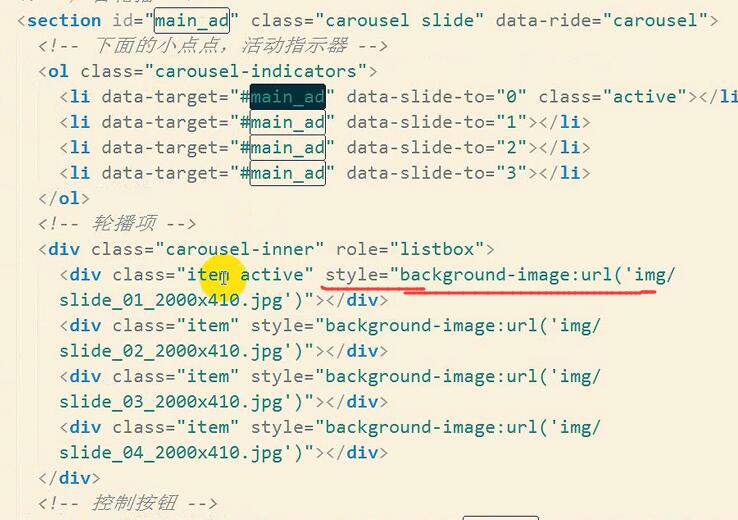 <section id="main_ad" class="carousel slide" data-ride="carousel">
<!-- 下面的小点点，活动指示器 -->
<ol class="carousel-indicators">
<li data-target="#main_ad" data-slide-to="0" class="active"></li
<li data-target="#main_ad" data-slide-to="1"></li>
<li data-target="#main_ad" data-slide-to="2"></li>
<li data-target="#main_ad" data-slide-to="3"></li>
</ol>
<!-- 轮播项 -->
<div class="carousel-inner" role="listbox">
<div class="item active" style="background-image:url('img/
slide_01_2000x410.jpg')"></div>
<div class="item" style="background-image:url('img/
slide_02_2000x410.jpg')"></div>
<div class="item" style="background-image:url('img/
slide_03_2000x410.jpg')"></div>
<div class="item" style="background-image:url('img/
slide_04_2000x410.jpg')"></div>
</div>
<!-- 控制按钮 -->